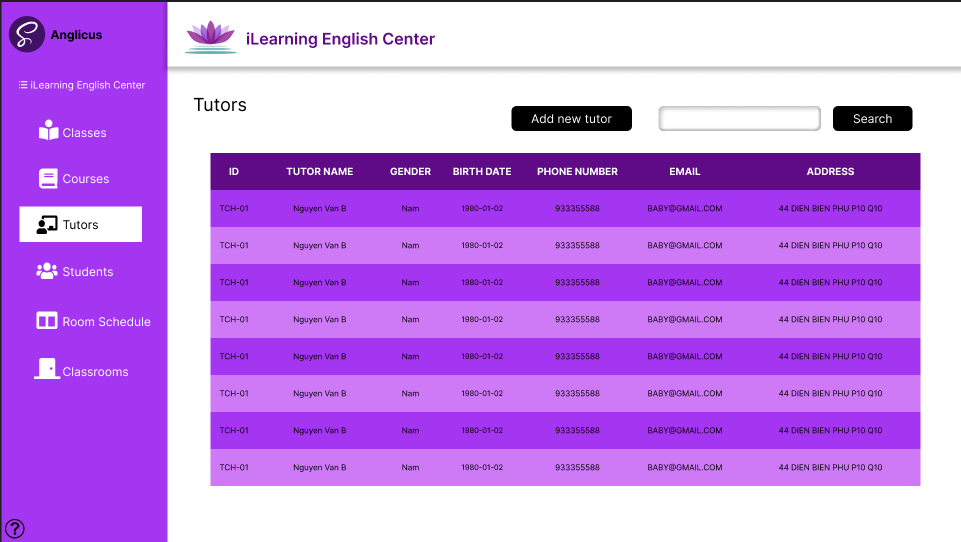 Anglicus
iLearning English Center
iLearning English Center
Classes
Courses
Tutors
Students
Room Schedule
Classrooms
?
Tutors
Add new tutor
Search
ID TUTOR NAME GENDER BIRTH DATE PHONE NUMBER EMAIL ADDRESS
TCH-01 Nguyen Van B Nam 1980-01-02 933355588 BABY@GMAIL.COM 44 DIEN BIEN PHU P10 Q10
TCH-01 Nguyen Van B Nam 1980-01-02 933355588 BABY@GMAIL.COM 44 DIEN BIEN PHU P10 Q10
TCH-01 Nguyen Van B Nam 1980-01-02 933355588 BABY@GMAIL.COM 44 DIEN BIEN PHU P10 Q10
TCH-01 Nguyen Van B Nam 1980-01-02 933355588 BABY@GMAIL.COM 44 DIEN BIEN PHU P10 Q10
TCH-01 Nguyen Van B Nam 1980-01-02 933355588 BABY@GMAIL.COM 44 DIEN BIEN PHU P10 Q10
TCH-01 Nguyen Van B Nam 1980-01-02 933355588 BABY@GMAIL.COM 44 DIEN BIEN PHU P10 Q10
TCH-01 Nguyen Van B Nam 1980-01-02 933355588 BABY@GMAIL.COM 44 DIEN BIEN PHU P10 Q10
TCH-01 Nguyen Van B Nam 1980-01-02 933355588 BABY@GMAIL.COM 44 DIEN BIEN PHU P10 Q10